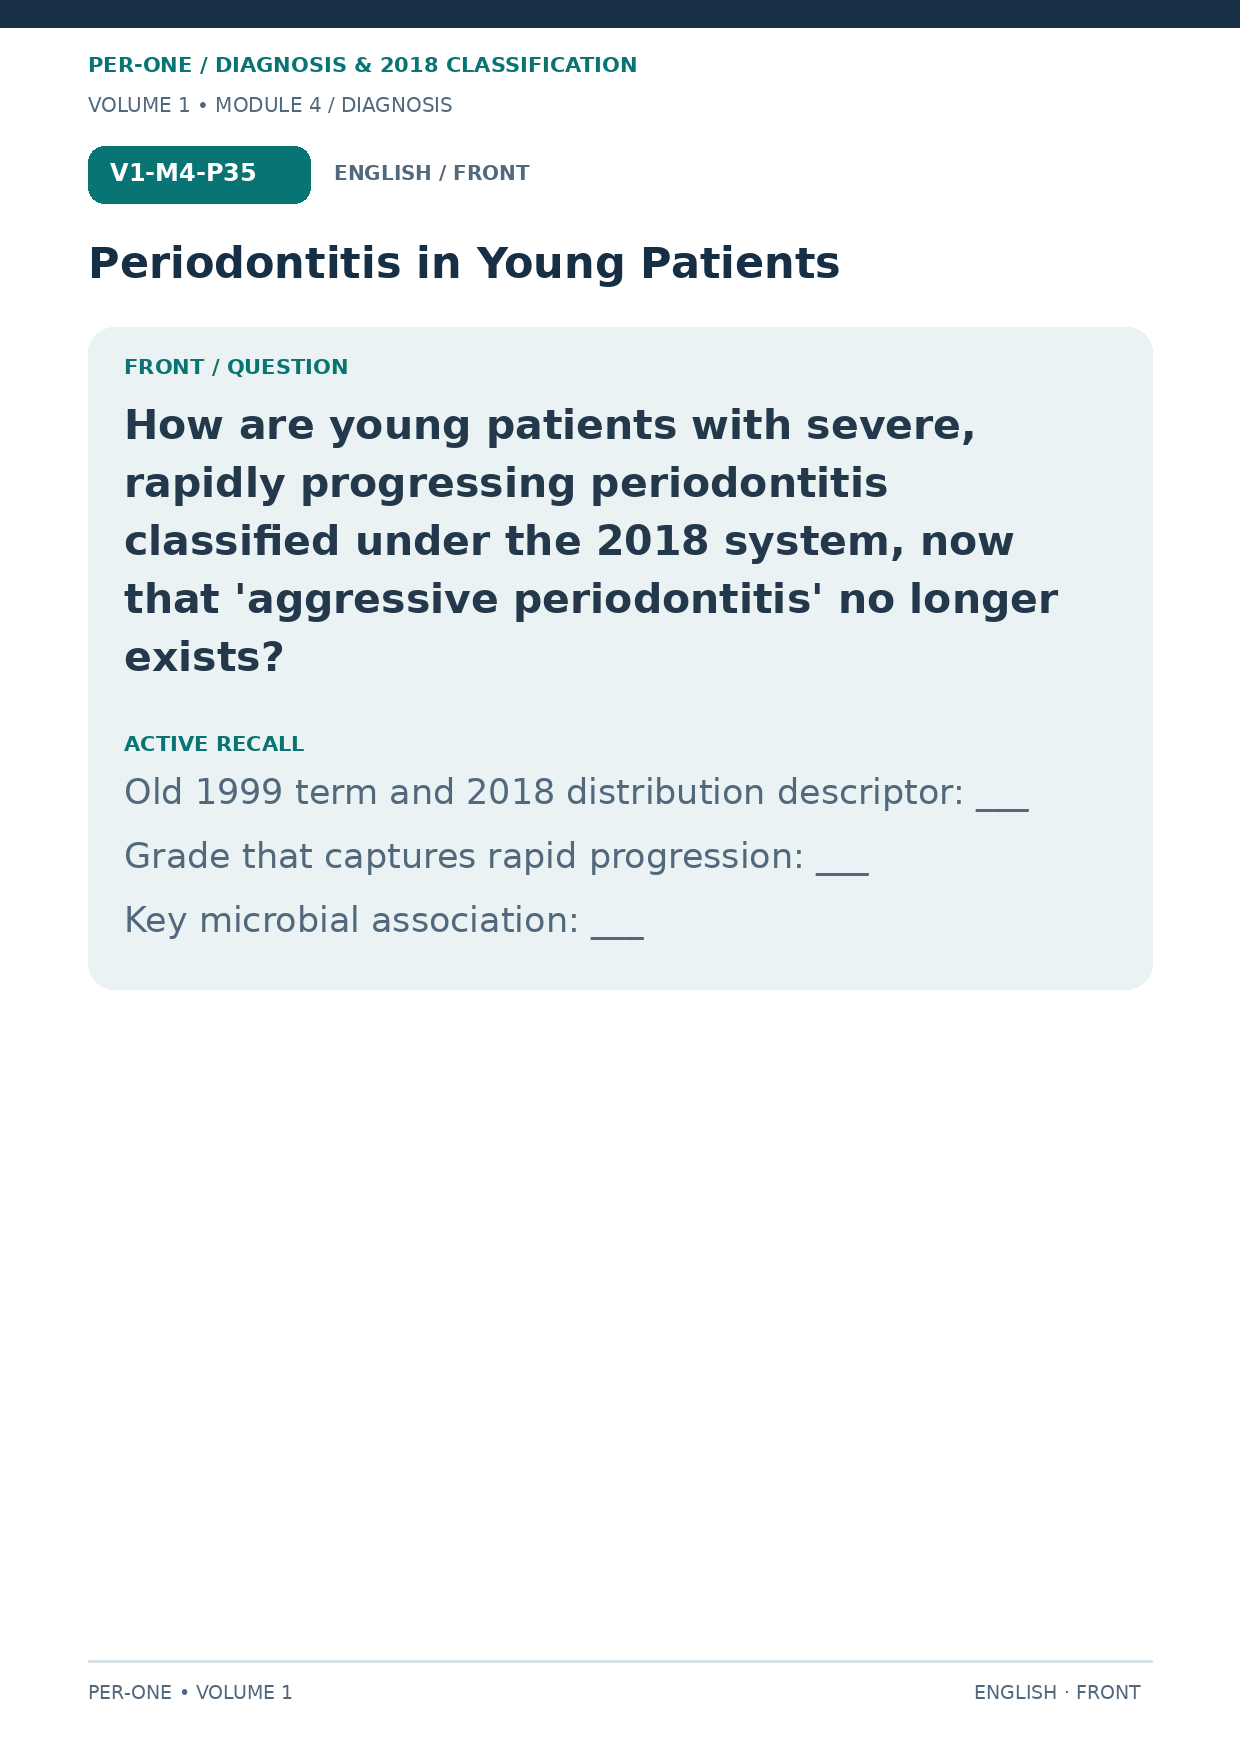 PER-ONE / DIAGNOSIS & 2018 CLASSIFICATION
VOLUME 1 • MODULE 4 / DIAGNOSIS
V1-M4-P35
ENGLISH / FRONT
Periodontitis in Young Patients
FRONT / QUESTION
How are young patients with severe,
rapidly progressing periodontitis
classified under the 2018 system, now
that 'aggressive periodontitis' no longer
exists?
ACTIVE RECALL
Old 1999 term and 2018 distribution descriptor: ___
Grade that captures rapid progression: ___
Key microbial association: ___
PER-ONE • VOLUME 1
ENGLISH · FRONT